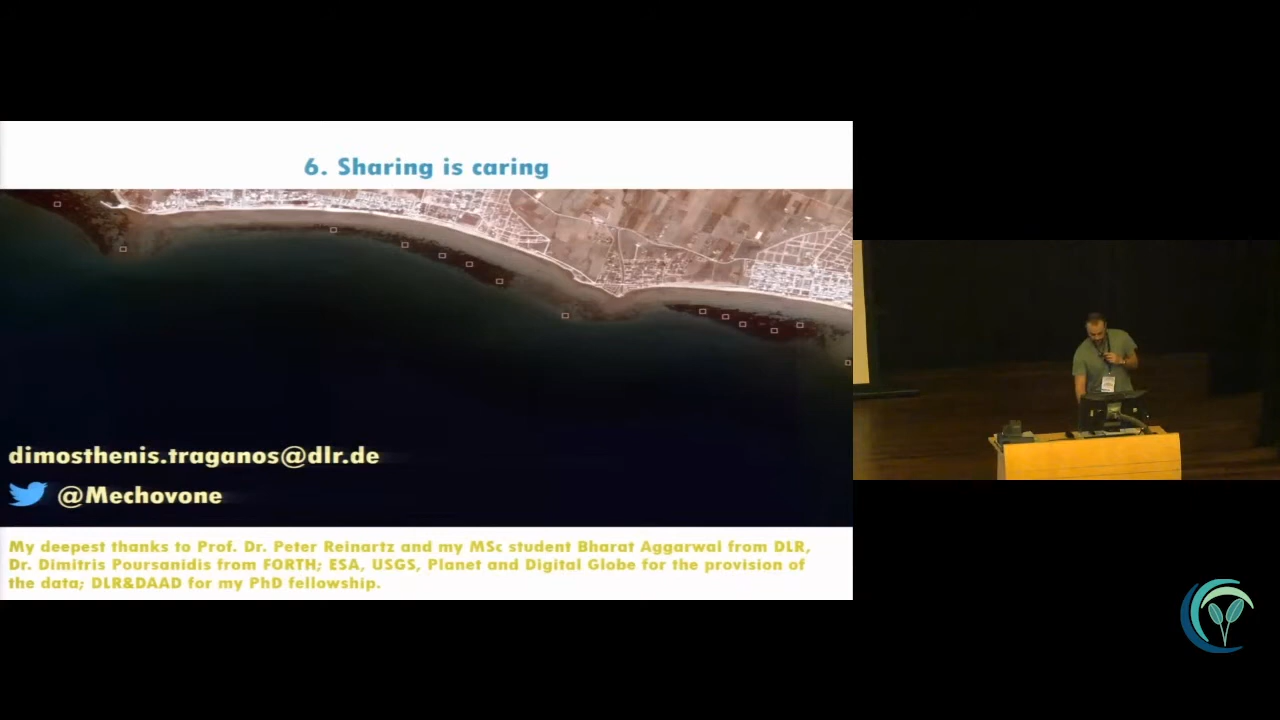 6. Sharing is caring
dimosthenis.traganos@dlr.de
@Mechovone
My deepest thanks to Prof. Dr. Peter Reinartz and my MSc student Bharat Aggarwal from DLR,
Dr. Dimitris Poursanidis from FORTH; ESA, USGS, Planet and Digital Globe for the provision of
the data; DLR&DAAD for my PhD fellowship.